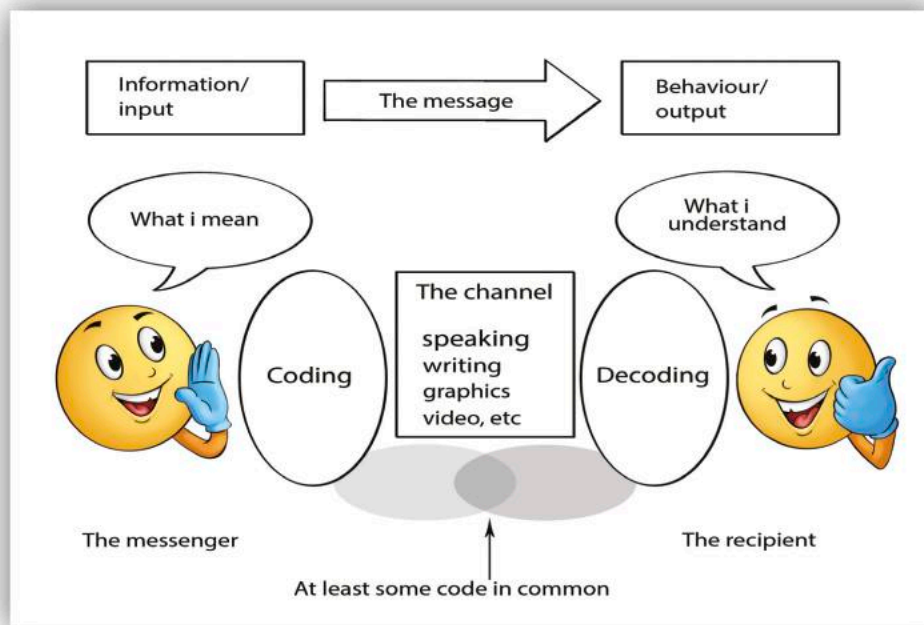 Information/
input
The message
Behaviour/
output
What i mean
What i
understand
Coding
The channel
speaking
writing
graphics
video, etc
Decoding
The messenger
The recipient
At least some code in common